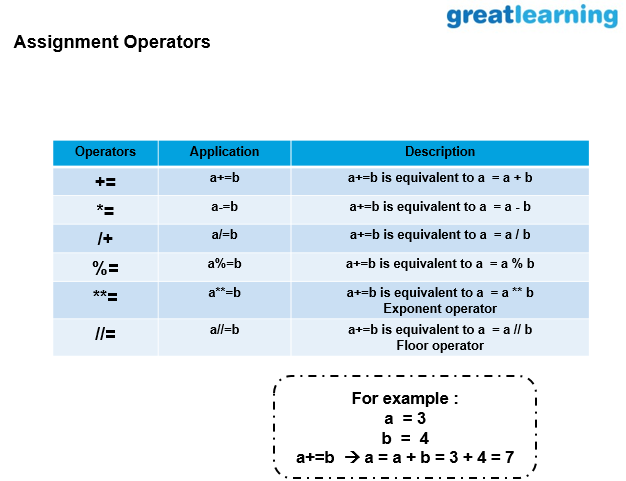 greatlearning
Assignment Operators
Operators Application Description
+= a+=b a+=b is equivalent to a = a + b
*= a-=b a+=b is equivalent to a = a - b
/+ a/=b a+=b is equivalent to a = a / b
%= a%=b a+=b is equivalent to a = a % b
**= a**=b a+=b is equivalent to a = a ** b
Exponent operator
//= a//=b a+=b is equivalent to a = a // b
Floor operator
For example :
a = 3
b = 4
a+=b → a = a + b = 3 + 4 = 7